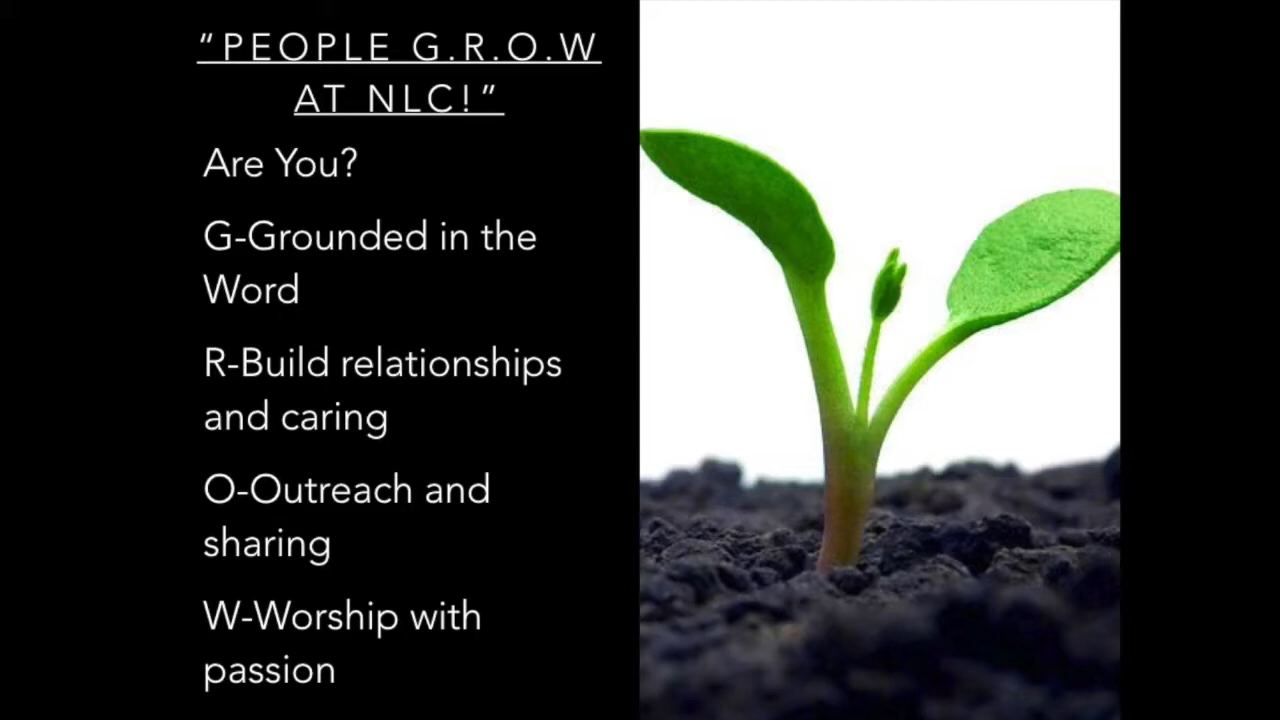 “PEOPLE G.R.O.W
AT NLC!”
Are You?
G-Grounded in the
Word
R-Build relationships
and caring
O-Outreach and
sharing
W-Worship with
passion